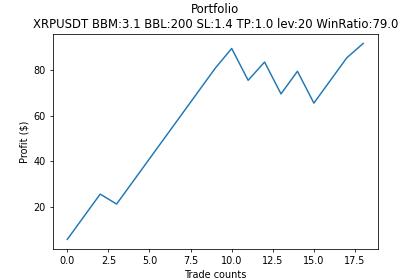 Portfolio
XRPUSDT BBM:3.1 BBL:200 SL:1.4 TP:1.0 lev:20 WinRatio:79.0
80
60
40
20
Profit ($)
0.0 2.5 5.0 7.5 10.0 12.5 15.0 17.5
Trade counts